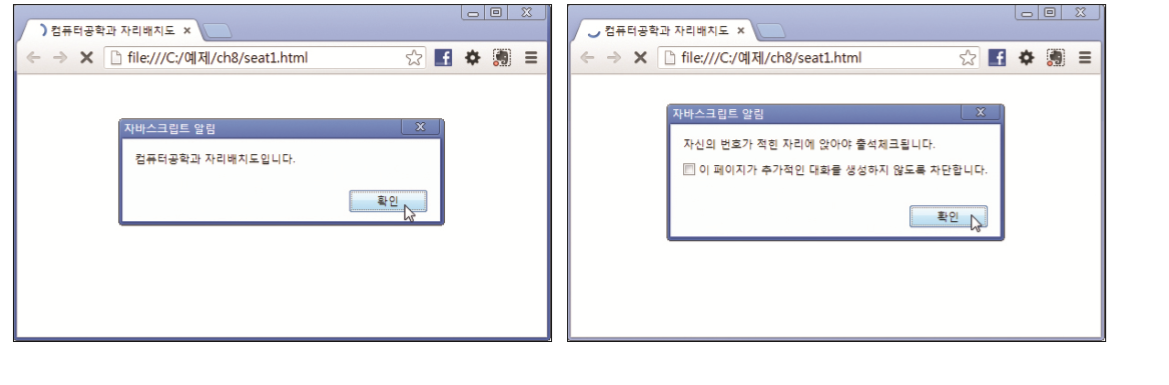 컴퓨터공학과 자리배치도
file:///C:/예제/ch8/seat1.html
자바스크립트 알림
컴퓨터공학과 자리배치도입니다.
확인
컴퓨터공학과 자리배치도
file:///C:/예제/ch8/seat1.html
자바스크립트 알림
자신의 번호가 적힌 자리에 앉아야 출석체크됩니다.
이 페이지가 추가적인 대화를 생성하지 않도록 차단합니다.
확인